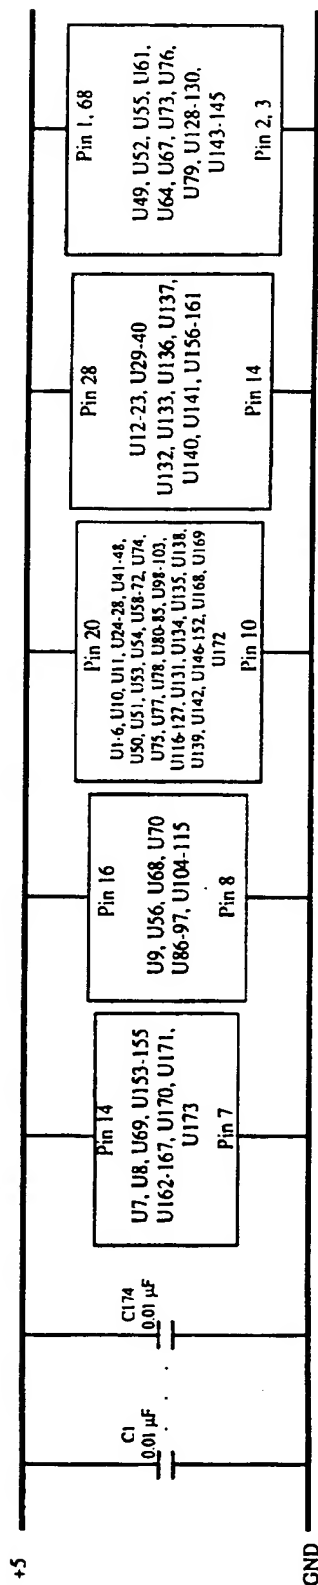 +5
GND
C1
0.01 µF
. . .
C174
0.01 µF
Pin 14
U7, U8, U69, U153-155
U162-167, U170, U171,
U173
Pin 7
Pin 16
U9, U56, U68, U70
U86-97, U104-115
Pin 8
Pin 20
U1-6, U10, U11, U24-28, U41-48,
U50, U51, U53, U54, U58-72, U74,
U75, U77, U78, U80-85, U98-103,
U116-127, U131, U134, U135, U138,
U139, U142, U146-152, U168, U169
U172
Pin 10
Pin 28
U12-23, U29-40
U132, U133, U136, U137,
U140, U141, U156-161
Pin 14
Pin 1, 68
U49, U52, U55, U61,
U64, U67, U73, U76,
U79, U128-130,
U143-145
Pin 2, 3